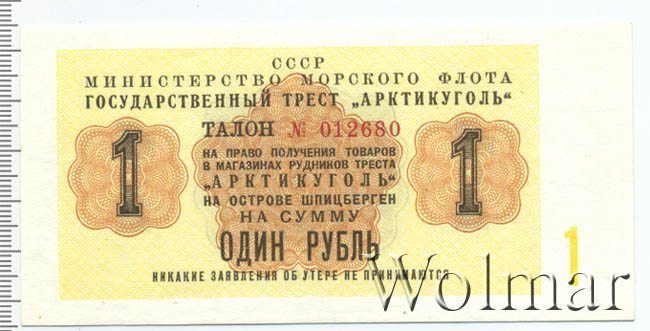 СССР
МИНИСТЕРСТВО МОРСКОГО ФЛОТА
ГОСУДАРСТВЕННЫЙ ТРЕСТ „АРКТИКУГОЛЬ“
ТАЛОН № 012680
НА ПРАВО ПОЛУЧЕНИЯ ТОВАРОВ
В МАГАЗИНАХ РУДНИКОВ ТРЕСТА
„АРКТИКУГОЛЬ“
НА ОСТРОВЕ ШПИЦБЕРГЕН
НА СУММУ
1
1
ОДИН РУБЛЬ
НИКАКИЕ ЗАЯВЛЕНИЯ ОБ УТЕРЕ НЕ ПРИНИМАЮТСЯ
1
Wolmar